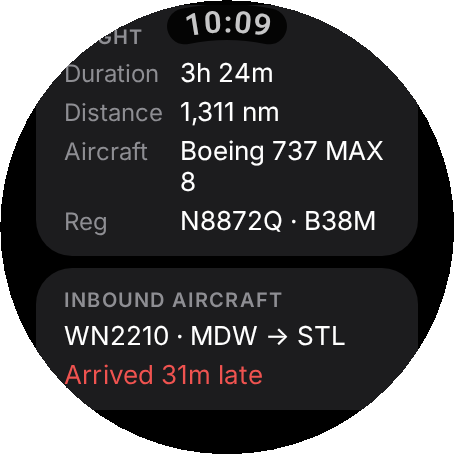 10:09
Duration 3h 24m
Distance 1,311 nm
Aircraft Boeing 737 MAX
8
Reg N8872Q · B38M
INBOUND AIRCRAFT
WN2210 · MDW → STL
Arrived 31m late